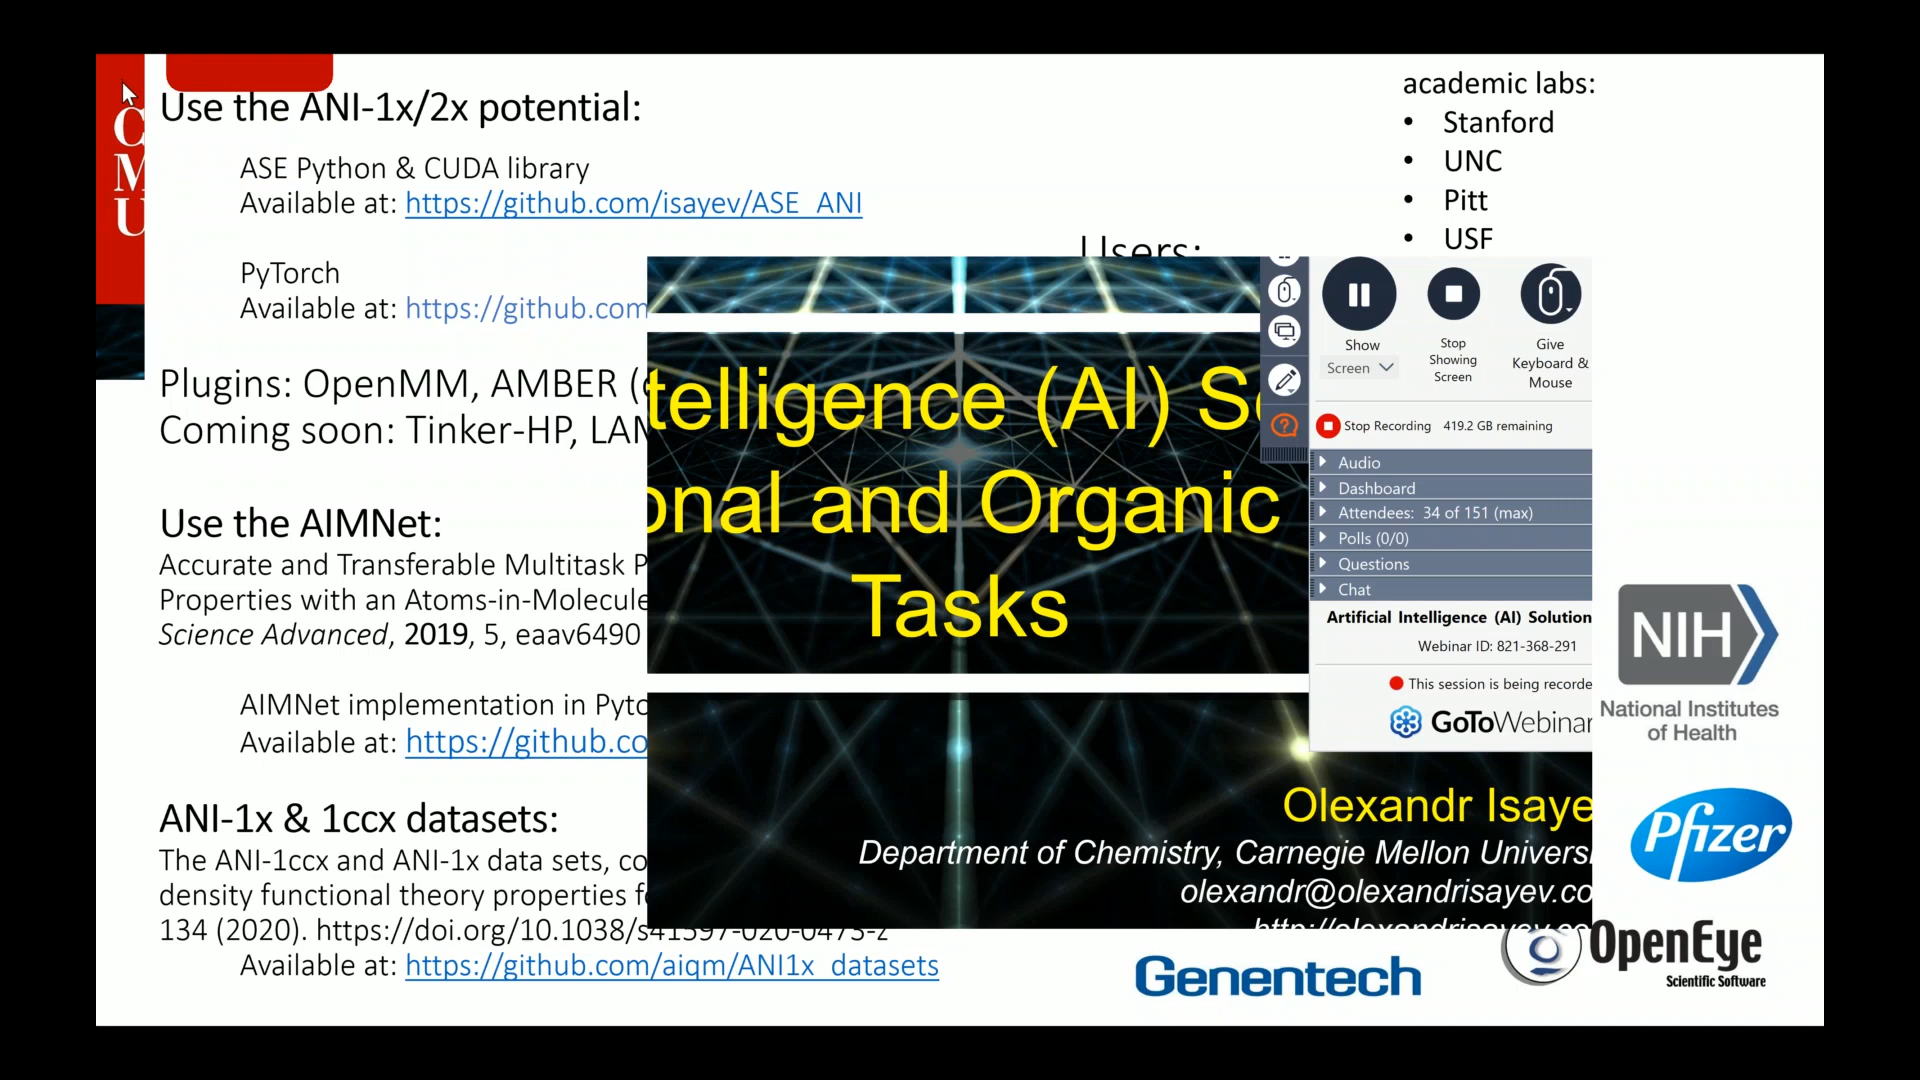 C
M
U
Use the ANI-1x/2x potential:
ASE Python & CUDA library
Available at: https://github.com/isayev/ASE_ANI
PyTorch
Available at: https://github.com
Plugins: OpenMM, AMBER (
Coming soon: Tinker-HP,
Use the AIMNet:
Accurate and Transferable Multitask P
Properties with an Atoms-in-Molecule
Science Advanced, 2019, 5, eaav6490
AIMNet implementation in Pyto
Available at: https://github.co
ANI-1x & 1ccx datasets:
The ANI-1ccx and ANI-1x data sets, co
density functional theory properties f
134 (2020). https://doi.org/10.1038/s41597-020-0473-z
Available at: https://github.com/aiqm/ANI1x_datasets
academic labs:
• Stanford
• UNC
• Pitt
• USF
Users:
telligence (AI) S
onal and Organic
Tasks
Olexandr Isaye
Department of Chemistry, Carnegie Mellon Universi
olexandr@olexandrisayev.co
Show
Screen
Stop
Showing
Screen
Give
Keyboard &
Mouse
Stop Recording 419.2 GB remaining
Audio
Dashboard
Attendees: 34 of 151 (max)
Polls (0/0)
Questions
Chat
Artificial Intelligence (AI) Solution
Webinar ID: 821-368-291
This session is being recorde
GoToWebinar
NIH
National Institutes
of Health
Pfizer
Genentech
OpenEye
Scientific Software